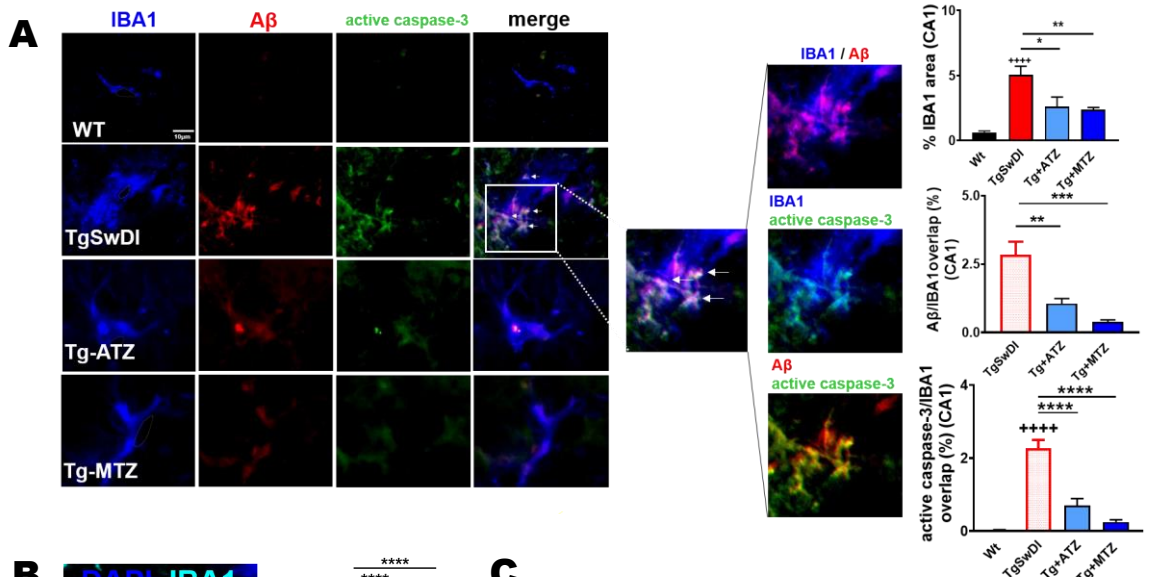 A
IBA1
Aβ
active caspase-3
merge
WT
10µm
TgSwDI
Tg-ATZ
Tg-MTZ
IBA1 / Aβ
IBA1
active caspase-3
Aβ
active caspase-3
% IBA1 area (CA1)
10
5
0
++++
*
**
Wt
TgSwDI
Tg+ATZ
Tg+MTZ
Aβ/IBA1overlap (%)
(CA1)
5.0
2.5
0.0
**
***
TgSwDI
Tg+ATZ
Tg+MTZ
active caspase-3/IBA1
overlap (%) (CA1)
4
2
0
++++
****
****
Wt
TgSwDI
Tg+ATZ
Tg+MTZ
B
DAPI IBA1
****
****
C